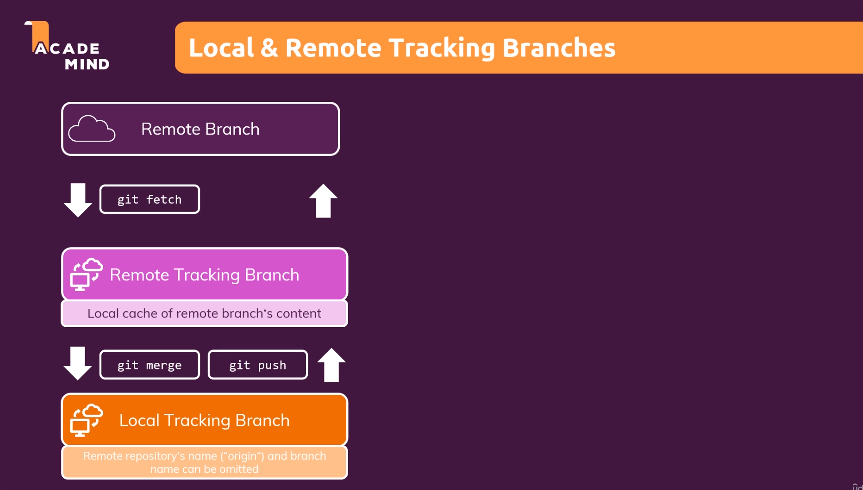 ACADE
MIND
Local & Remote Tracking Branches
Remote Branch
git fetch
Remote Tracking Branch
Local cache of remote branch's content
git merge
git push
Local Tracking Branch
Remote repository's name ("origin") and branch
name can be omitted